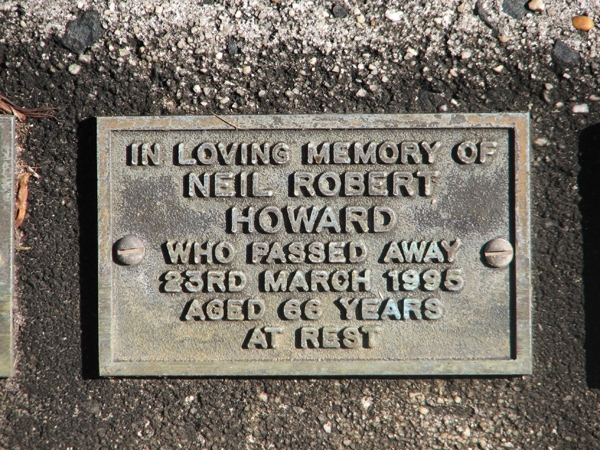 IN LOVING MEMORY OF
NEIL ROBERT
HOWARD
WHO PASSED AWAY
23RD MARCH 1995
AGED 66 YEARS
AT REST